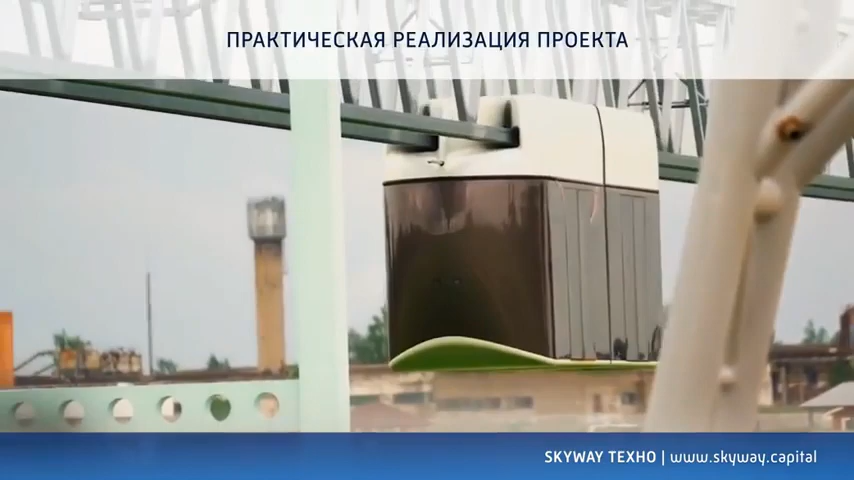 ПРАКТИЧЕСКАЯ РЕАЛИЗАЦИЯ ПРОЕКТА
SKYWAY ТЕХНО | www.skyway.capital